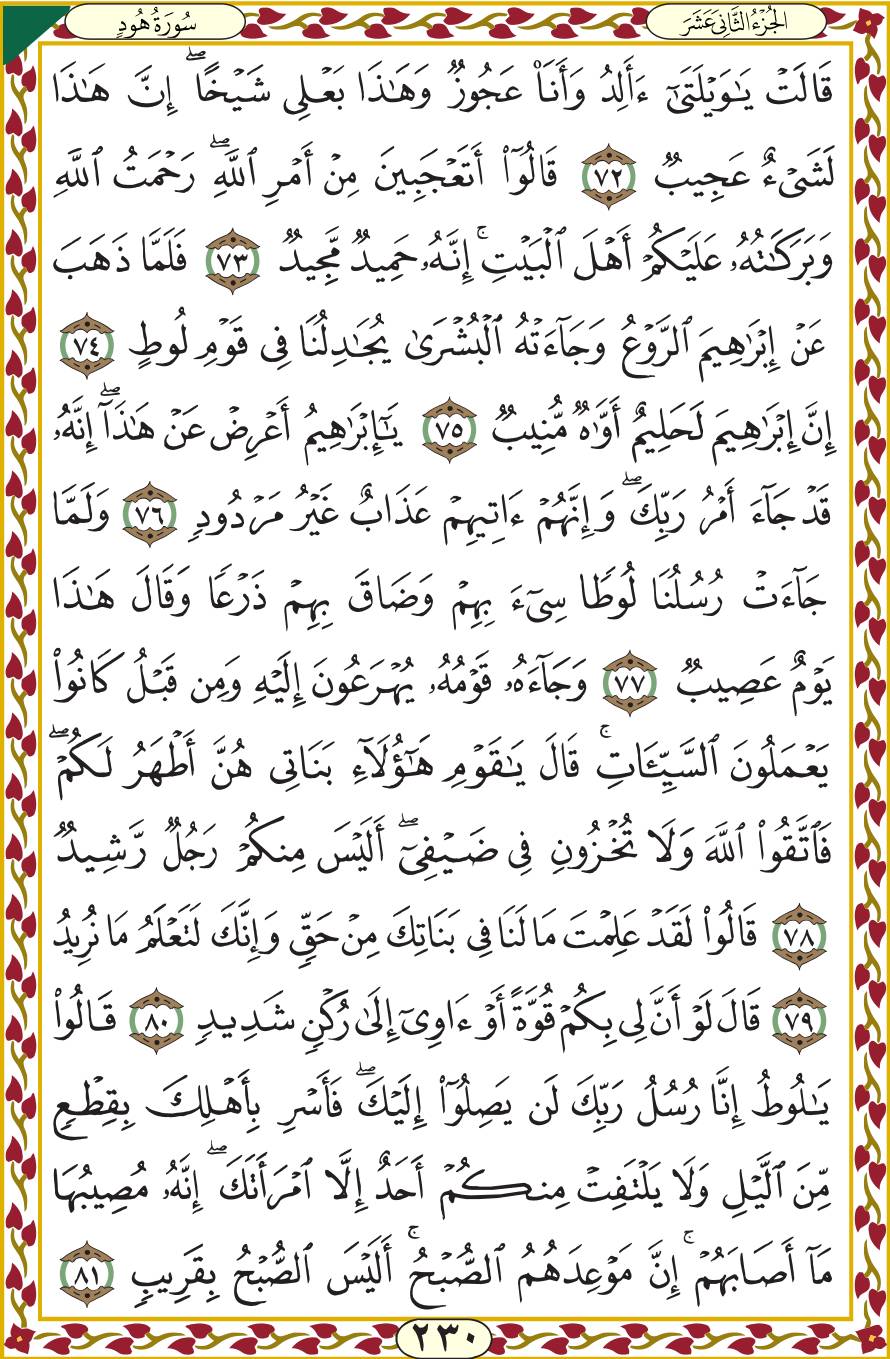 الجُزْءُ الثَّانِيَ عَشَرَ
سُورَةُ هُودٍ
قَالَتْ يَـٰوَيْلَتَىٰٓ ءَأَلِدُ وَأَنَا۠ عَجُوزٌ وَهَـٰذَا بَعْلِى شَيْخًا ۖ إِنَّ هَـٰذَا
لَشَىْءٌ عَجِيبٌ ٧٢ قَالُوٓا۟ أَتَعْجَبِينَ مِنْ أَمْرِ ٱللَّهِ ۖ رَحْمَتُ ٱللَّهِ
وَبَرَكَـٰتُهُۥ عَلَيْكُمْ أَهْلَ ٱلْبَيْتِ ۚ إِنَّهُۥ حَمِيدٌ مَّجِيدٌ ٧٣ فَلَمَّا ذَهَبَ
عَنْ إِبْرَٰهِيمَ ٱلرَّوْعُ وَجَآءَتْهُ ٱلْبُشْرَىٰ يُجَـٰدِلُنَا فِى قَوْمِ لُوطٍ ٧٤
إِنَّ إِبْرَٰهِيمَ لَحَلِيمٌ أَوَّٰهٌ مُّنِيبٌ ٧٥ يَـٰٓإِبْرَٰهِيمُ أَعْرِضْ عَنْ هَـٰذَآ ۖ إِنَّهُۥ
قَدْ جَآءَ أَمْرُ رَبِّكَ ۖ وَإِنَّهُمْ ءَاتِيهِمْ عَذَابٌ غَيْرُ مَرْدُودٍ ٧٦ وَلَمَّا
جَآءَتْ رُسُلُنَا لُوطًا سِىٓءَ بِهِمْ وَضَاقَ بِهِمْ ذَرْعًا وَقَالَ هَـٰذَا
يَوْمٌ عَصِيبٌ ٧٧ وَجَآءَهُۥ قَوْمُهُۥ يُهْرَعُونَ إِلَيْهِ وَمِن قَبْلُ كَانُوا۟
يَعْمَلُونَ ٱلسَّيِّـَٔاتِ ۚ قَالَ يَـٰقَوْمِ هَـٰٓؤُلَآءِ بَنَاتِى هُنَّ أَطْهَرُ لَكُمْ ۖ
فَٱتَّقُوا۟ ٱللَّهَ وَلَا تُخْزُونِ فِى ضَيْفِىٓ ۖ أَلَيْسَ مِنكُمْ رَجُلٌ رَّشِيدٌ
٧٨ قَالُوا۟ لَقَدْ عَلِمْتَ مَا لَنَا فِى بَنَاتِكَ مِنْ حَقٍّ وَإِنَّكَ لَتَعْلَمُ مَا نُرِيدُ
٧٩ قَالَ لَوْ أَنَّ لِى بِكُمْ قُوَّةً أَوْ ءَاوِىٓ إِلَىٰ رُكْنٍ شَدِيدٍ ٨٠ قَالُوا۟
يَـٰلُوطُ إِنَّا رُسُلُ رَبِّكَ لَن يَصِلُوٓا۟ إِلَيْكَ ۖ فَأَسْرِ بِأَهْلِكَ بِقِطْعٍ
مِّنَ ٱلَّيْلِ وَلَا يَلْتَفِتْ مِنكُمْ أَحَدٌ إِلَّا ٱمْرَأَتَكَ ۖ إِنَّهُۥ مُصِيبُهَا
مَآ أَصَابَهُمْ ۚ إِنَّ مَوْعِدَهُمُ ٱلصُّبْحُ ۚ أَلَيْسَ ٱلصُّبْحُ بِقَرِيبٍ ٨١
٢٣٠